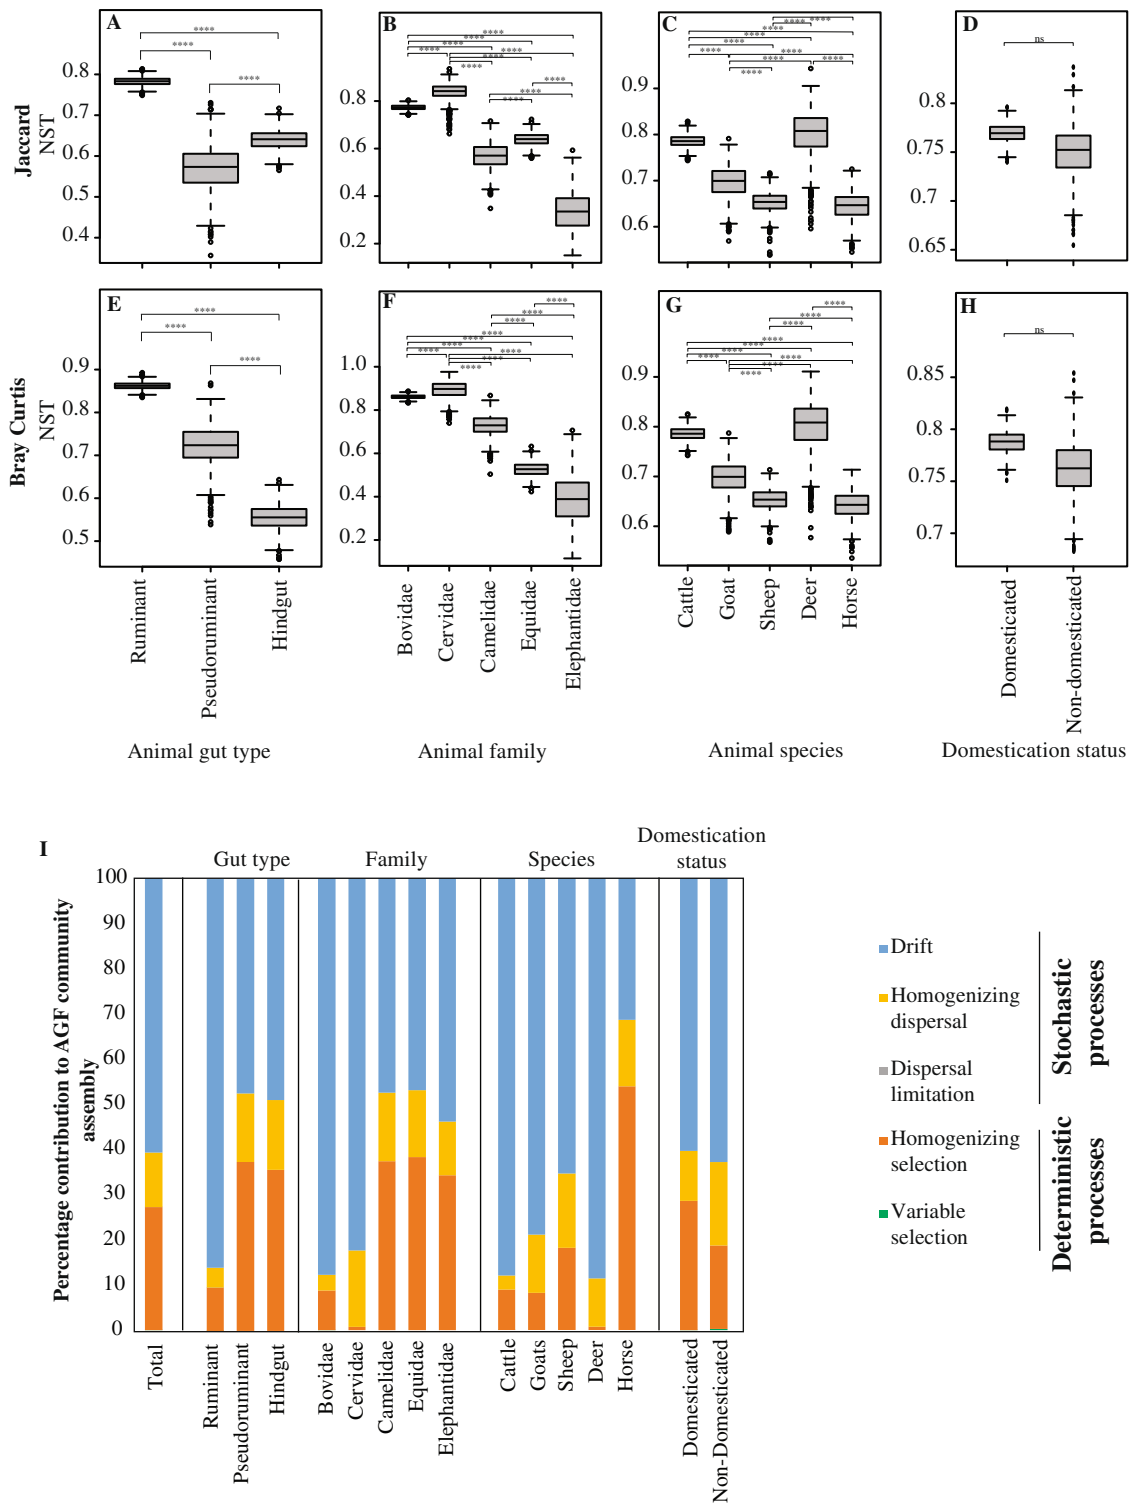 A
B
C
D
Jaccard
NST
0.8
0.7
0.6
0.5
0.4
****
****
****
0.8
0.6
0.4
0.2
****
****
****
****
****
****
****
****
****
****
0.9
0.8
0.7
0.6
****
****
****
****
****
****
****
****
****
****
0.8
0.75
0.7
0.65
ns
E
F
G
H
Bray Curtis
NST
0.9
0.8
0.7
0.6
0.5
****
****
****
1.0
0.8
0.6
0.4
0.2
****
****
****
****
****
****
****
****
****
****
0.9
0.8
0.7
0.6
****
****
****
****
****
****
****
****
****
****
0.85
0.8
0.75
0.7
ns
Ruminant
Pseudoruminant
Hindgut
Bovidae
Cervidae
Camelidae
Equidae
Elephantidae
Cattle
Goat
Sheep
Deer
Horse
Domesticated
Non-domesticated
Animal gut type
Animal family
Animal species
Domestication status
I
Gut type
Family
Species
Domestication
status
Percentage contribution to AGF community
assembly
100
90
80
70
60
50
40
30
20
10
0
Total
Ruminant
Pseudoruminant
Hindgut
Bovidae
Cervidae
Camelidae
Equidae
Elephantidae
Cattle
Goats
Sheep
Deer
Horse
Domesticated
Non-Domesticated
Drift
Homogenizing
dispersal
Dispersal
limitation
Stochastic
processes
Homogenizing
selection
Variable
selection
Deterministic
processes